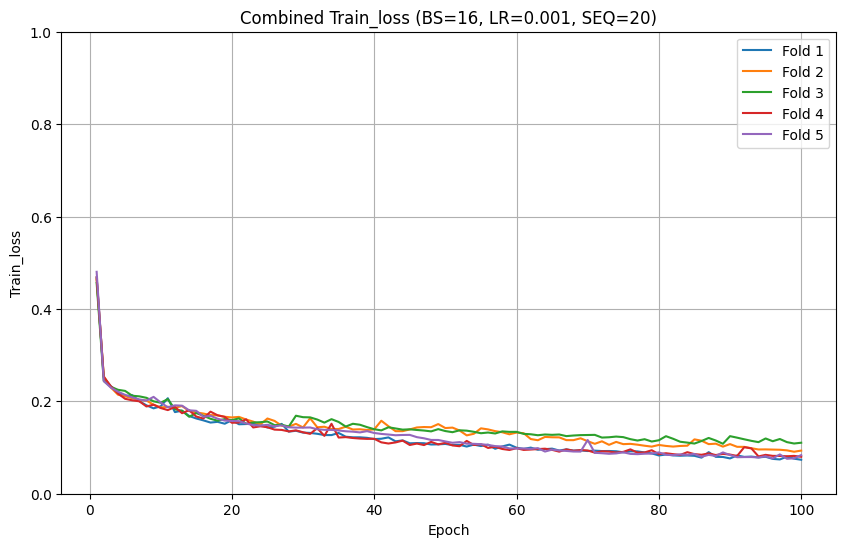 Combined Train_loss (BS=16, LR=0.001, SEQ=20)
Train_loss
1.0
0.8
0.6
0.4
0.2
0.0
Fold 1
Fold 2
Fold 3
Fold 4
Fold 5
0
20
40
60
80
100
Epoch